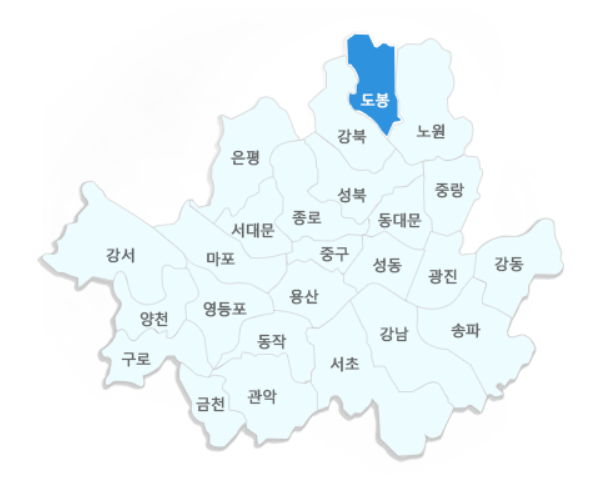 도봉
강북
노원
은평
성북
중랑
종로
동대문
서대문
강서
마포
중구
성동
광진
강동
용산
양천
영등포
동작
강남
송파
구로
서초
금천
관악